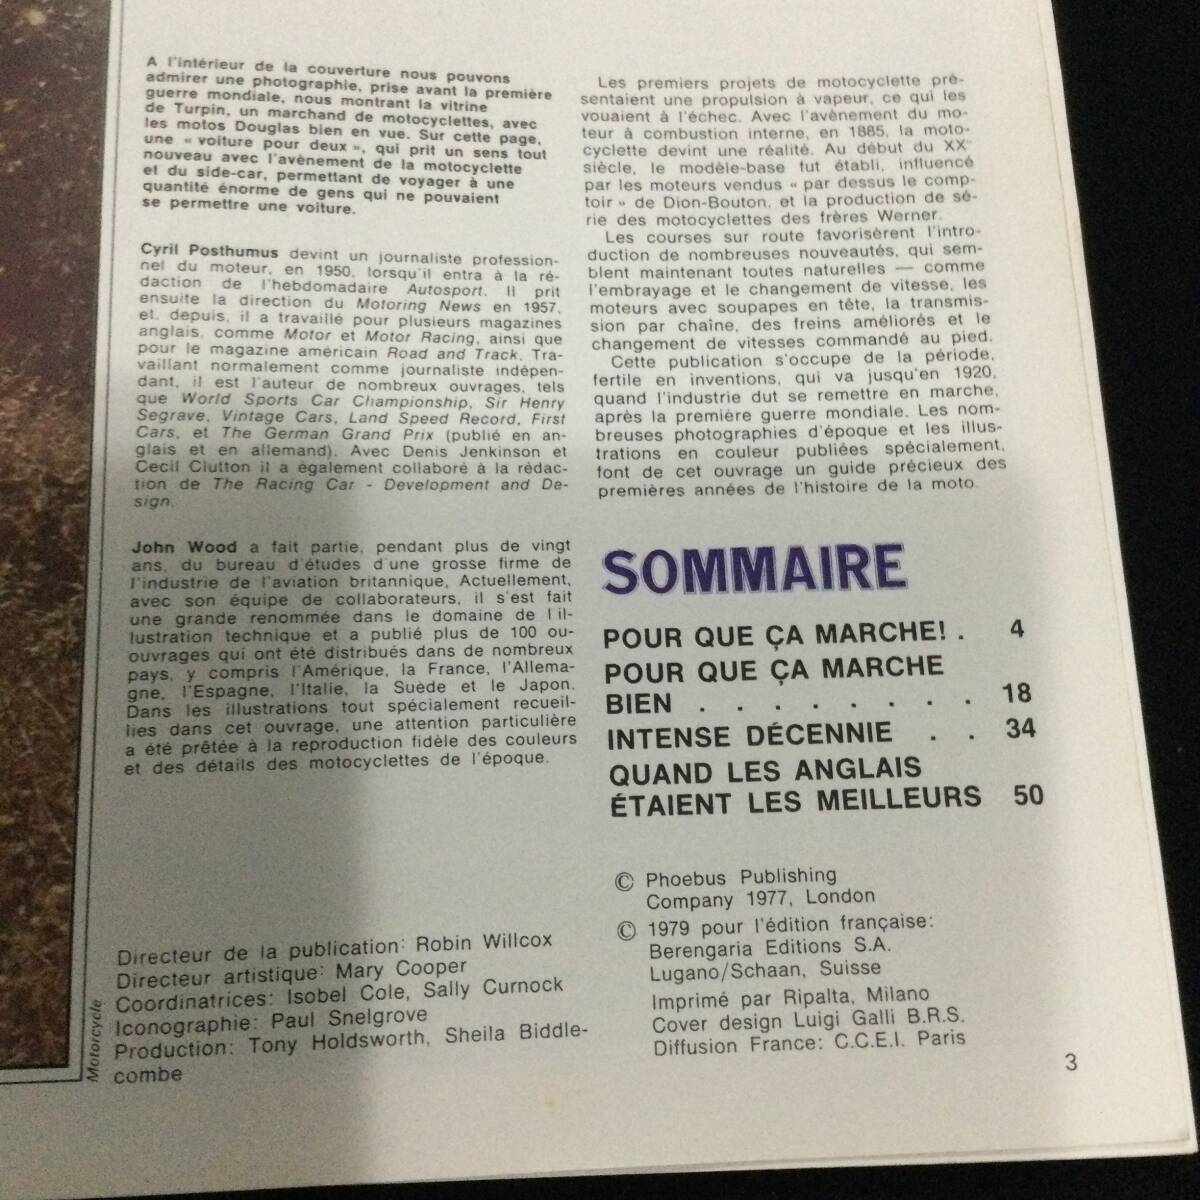 A l'intérieur de la couverture nous pouvons
admirer une photographie, prise avant la première
guerre mondiale, nous montrant la vitrine
de Turpin, un marchand de motocyclettes, avec
les motos Douglas bien en vue. Sur cette page,
une « voiture pour deux », qui prit un sens tout
nouveau avec l'avènement de la motocyclette
et du side-car, permettant de voyager à une
quantité énorme de gens qui ne pouvaient
se permettre une voiture.
Cyril Posthumus devint un journaliste profession-
nel du moteur, en 1950, lorsqu'il entra à la ré-
daction de l'hebdomadaire Autosport. Il prit
ensuite la direction du Motoring News en 1957,
et, depuis, il a travaillé pour plusieurs magazines
anglais, comme Motor et Motor Racing, ainsi que
pour le magazine américain Road and Track. Tra-
vaillant normalement comme journaliste indépen-
dant, il est l'auteur de nombreux ouvrages, tels
que World Sports Car Championship, Sir Henry
Segrave, Vintage Cars, Land Speed Record, First
Cars, et The German Grand Prix (publié en an-
glais et en allemand). Avec Denis Jenkinson et
Cecil Clutton il a également collaboré à la rédac-
tion de The Racing Car - Development and De-
sign.
John Wood a fait partie, pendant plus de vingt
ans, du bureau d'études d'une grosse firme de
l'industrie de l'aviation britannique, Actuellement,
avec son équipe de collaborateurs, il s'est fait
une grande renommée dans le domaine de l'il-
lustration technique et a publié plus de 100 ou-
ouvrages qui ont été distribués dans de nombreux
pays, y compris l'Amérique, la France, l'Allema-
gne, l'Espagne, l'Italie, la Suède et le Japon.
Dans les illustrations tout spécialement recueil-
lies dans cet ouvrage, une attention particulière
a été prêtée à la reproduction fidèle des couleurs
et des détails des motocyclettes de l'époque.
Directeur de la publication: Robin Willcox
Directeur artistique: Mary Cooper
Coordinatrices: Isobel Cole, Sally Curnock
Iconographie: Paul Snelgrove
Production: Tony Holdsworth, Sheila Biddle-
combe
Motorcycle
Les premiers projets de motocyclette pré-
sentaient une propulsion à vapeur, ce qui les
vouaient à l'échec. Avec l'avènement du mo-
teur à combustion interne, en 1885, la moto-
cyclette devint une réalité. Au début du XXe
siècle, le modèle-base fut établi, influencé
par les moteurs vendus « par dessus le comp-
toir » de Dion-Bouton, et la production de sé-
rie des motocyclettes des frères Werner.
Les courses sur route favorisèrent l'intro-
duction de nombreuses nouveautés, qui sem-
blent maintenant toutes naturelles — comme
l'embrayage et le changement de vitesse, les
moteurs avec soupapes en tête, la transmis-
sion par chaîne, des freins améliorés et le
changement de vitesses commandé au pied.
Cette publication s'occupe de la période,
fertile en inventions, qui va jusqu'en 1920,
quand l'industrie dut se remettre en marche,
après la première guerre mondiale. Les nom-
breuses photographies d'époque et les illus-
trations en couleur publiées spécialement,
font de cet ouvrage un guide précieux des
premières années de l'histoire de la moto.
SOMMAIRE
POUR QUE ÇA MARCHE! . 4
POUR QUE ÇA MARCHE
BIEN . . . . . . . . . 18
INTENSE DÉCENNIE . . 34
QUAND LES ANGLAIS
ÉTAIENT LES MEILLEURS 50
© Phoebus Publishing
Company 1977, London
© 1979 pour l'édition française:
Berengaria Editions S.A.
Lugano/Schaan, Suisse
Imprimé par Ripalta, Milano
Cover design Luigi Galli B.R.S.
Diffusion France: C.C.E.I. Paris
3